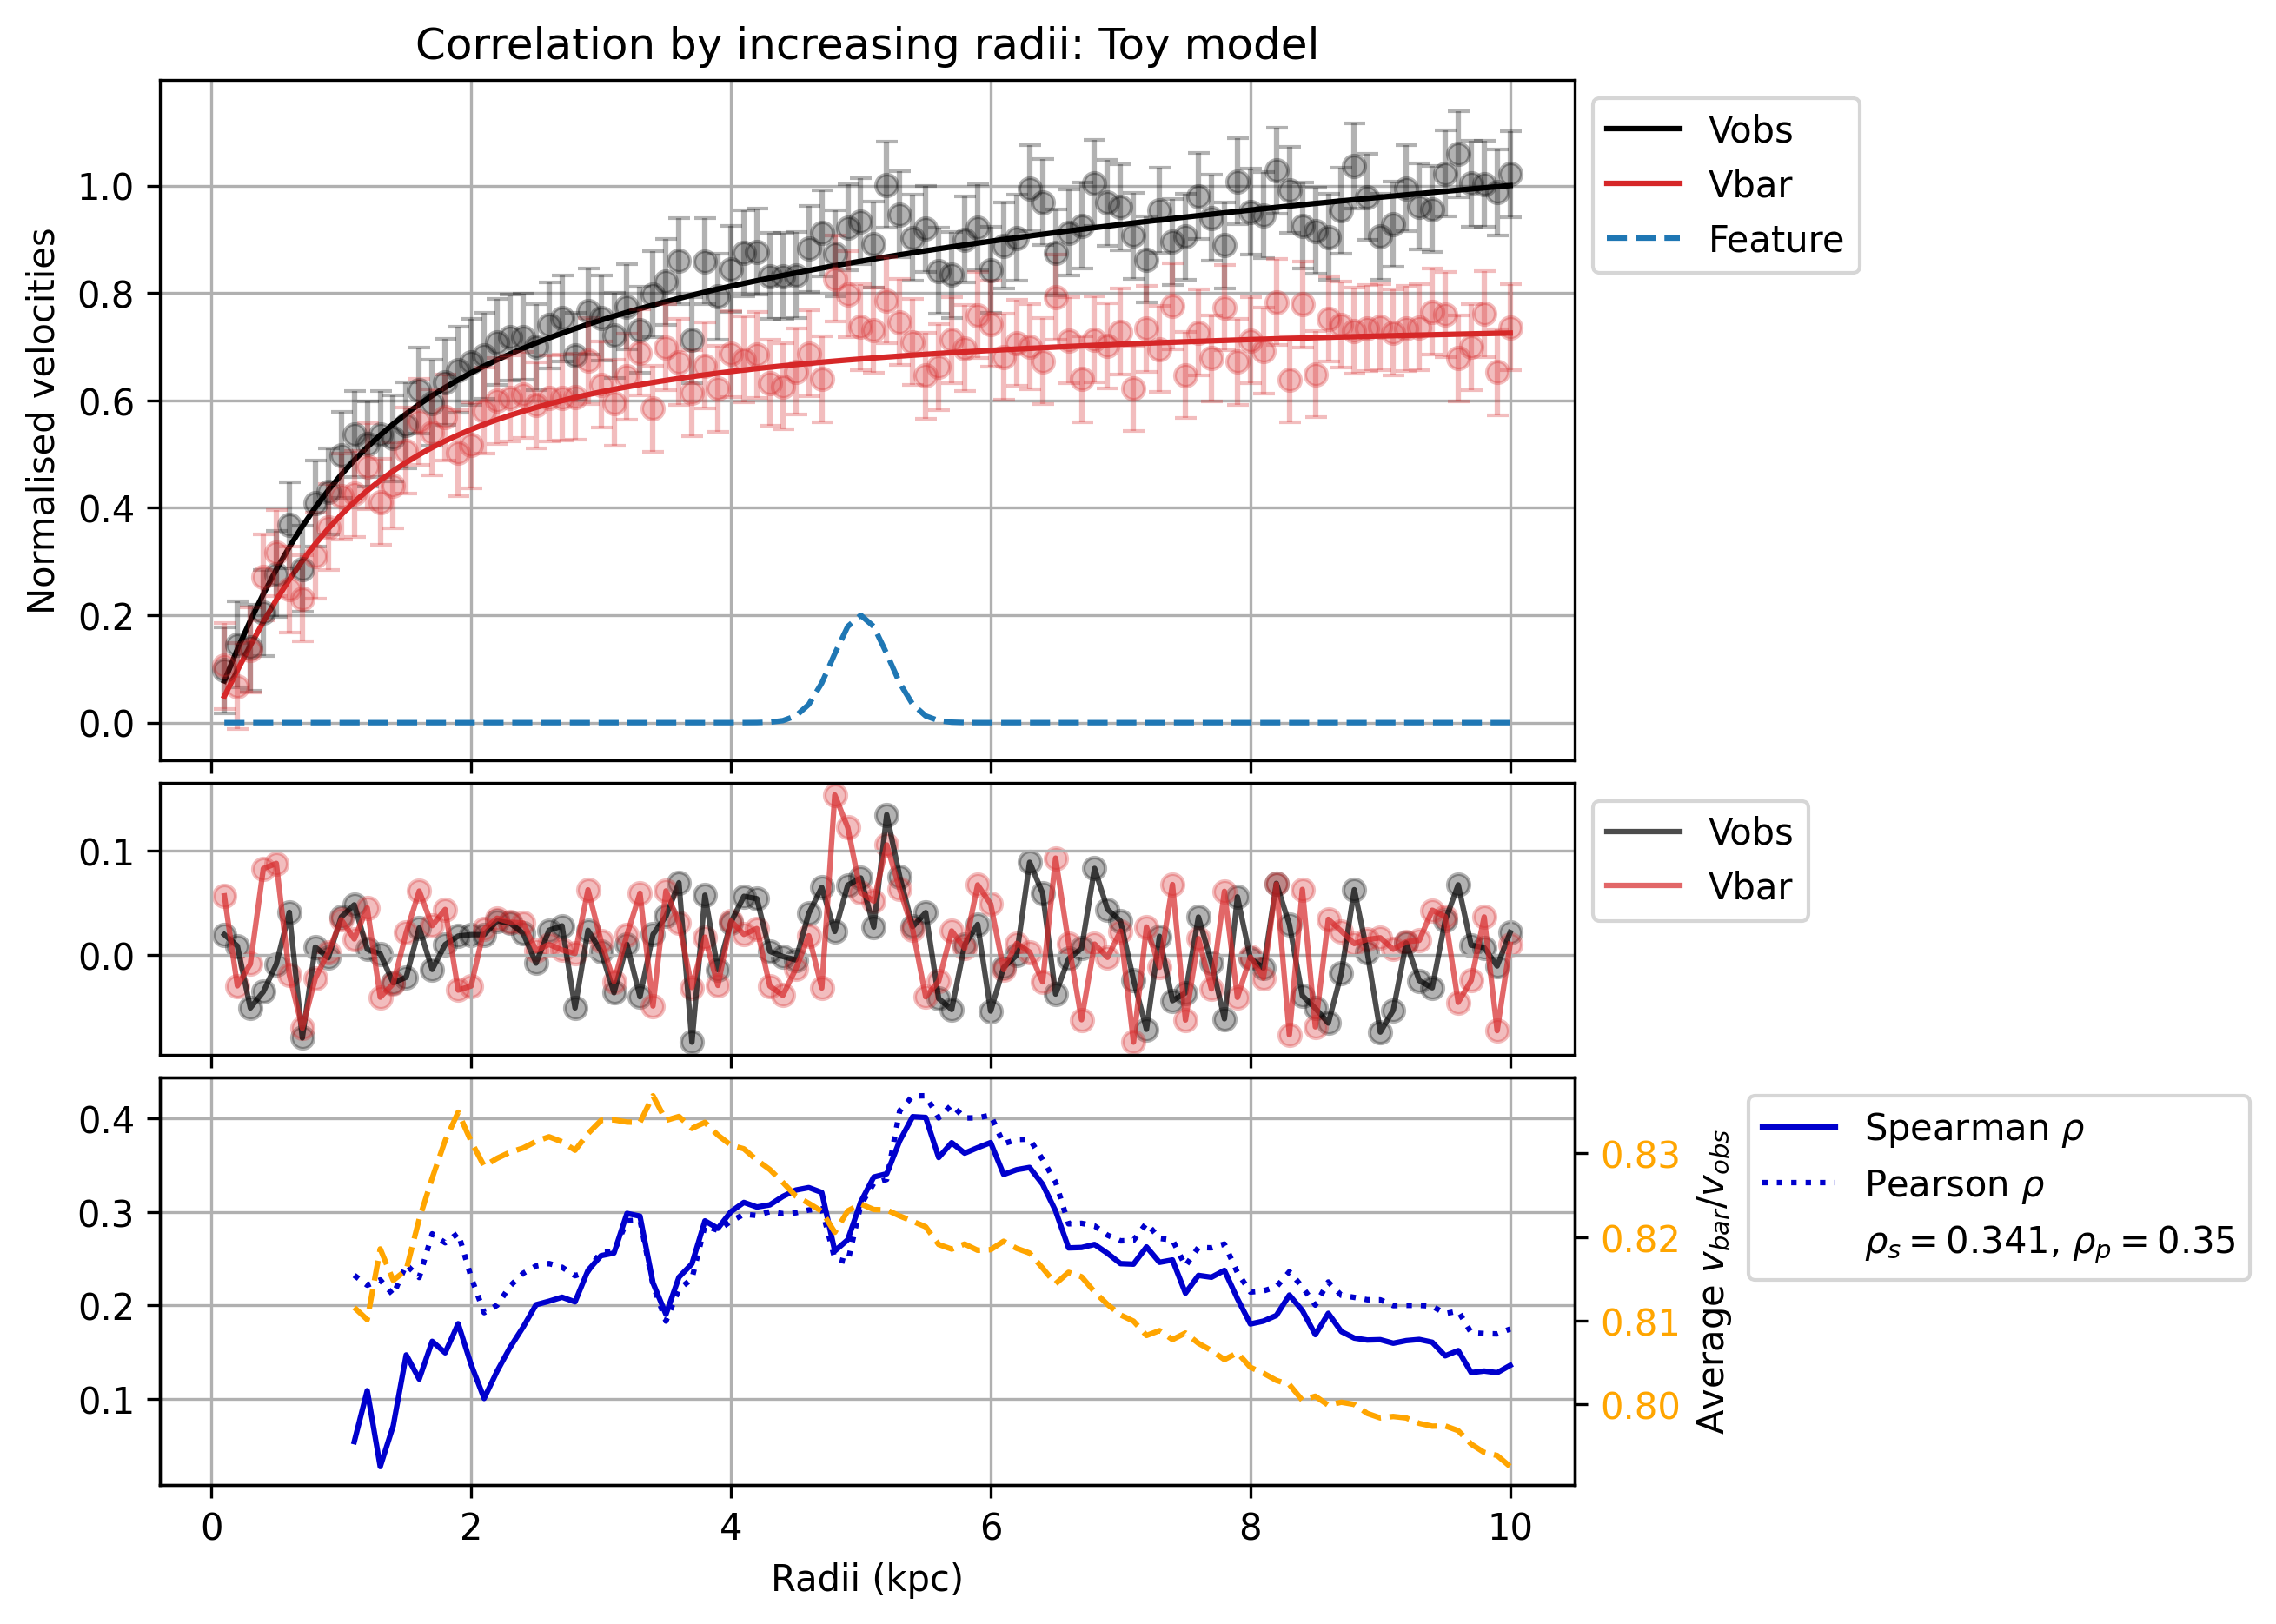 Correlation by increasing radii: Toy model
Normalised velocities
1.0
0.8
0.6
0.4
0.2
0.0
Vobs
Vbar
Feature
0.1
0.0
Vobs
Vbar
0.4
0.3
0.2
0.1
0.83
0.82
0.81
0.80
Average v_bar/v_obs
Spearman ρ
Pearson ρ
ρ_s = 0.341, ρ_p = 0.35
0 2 4 6 8 10
Radii (kpc)